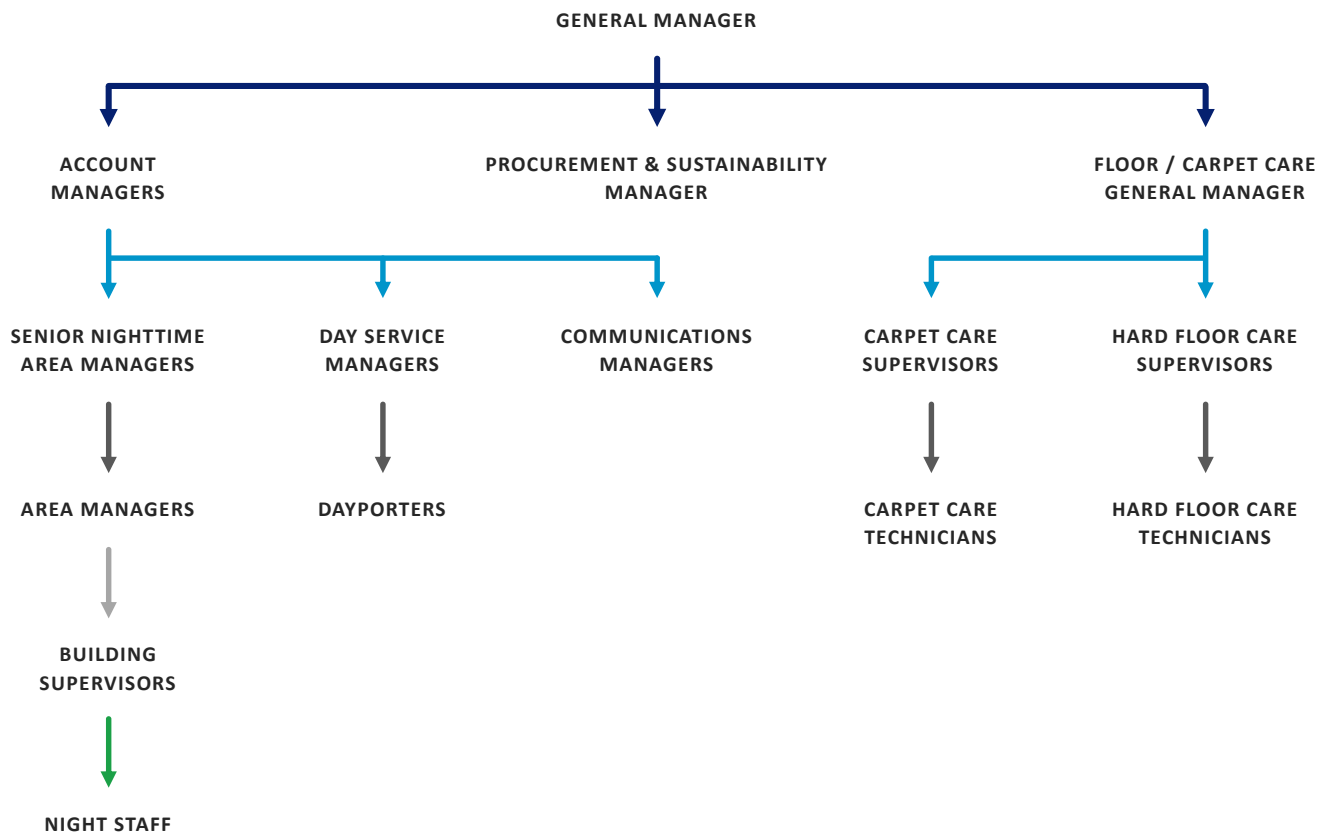 GENERAL MANAGER
ACCOUNT
MANAGERS
PROCUREMENT & SUSTAINABILITY
MANAGER
FLOOR / CARPET CARE
GENERAL MANAGER
SENIOR NIGHTTIME
AREA MANAGERS
DAY SERVICE
MANAGERS
COMMUNICATIONS
MANAGERS
CARPET CARE
SUPERVISORS
HARD FLOOR CARE
SUPERVISORS
AREA MANAGERS
DAYPORTERS
CARPET CARE
TECHNICIANS
HARD FLOOR CARE
TECHNICIANS
BUILDING
SUPERVISORS
NIGHT STAFF